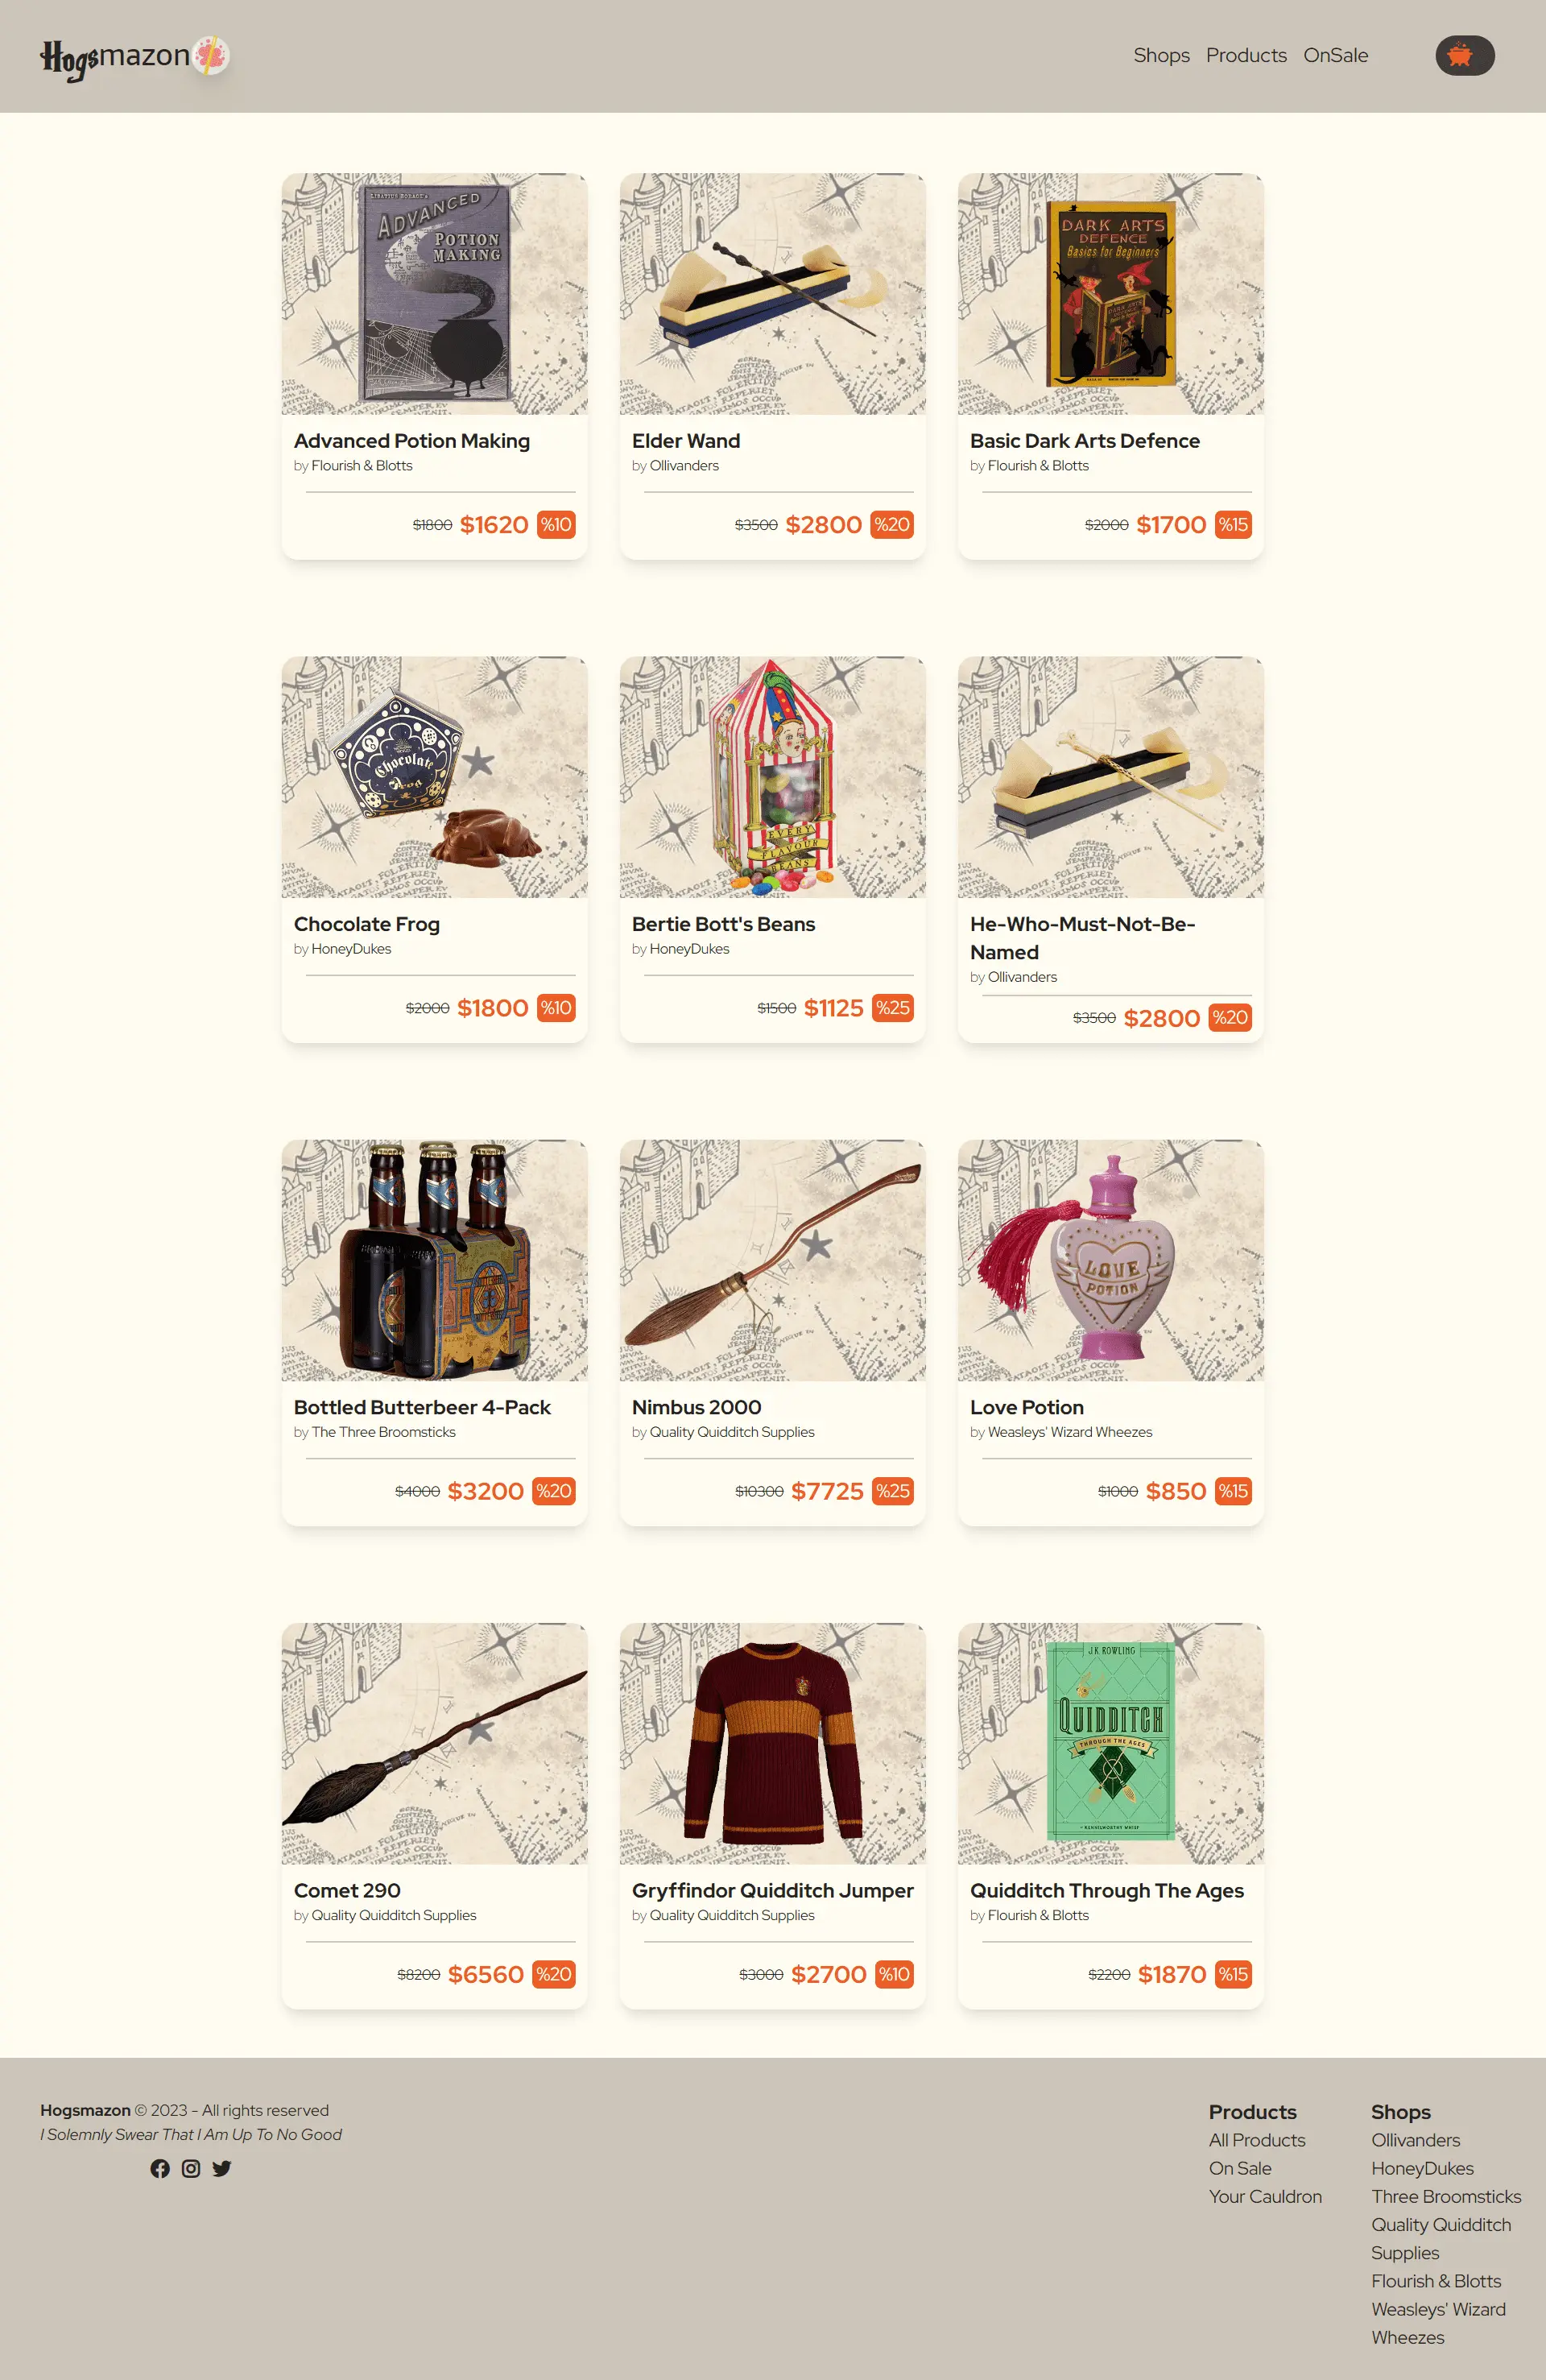 Hogsmazon
Shops Products OnSale
LIBATIUS BORAGE'S
ADVANCED
POTION
MAKING
DARK ARTS
DEFENCE
Basics for Beginners
Advanced Potion Making
by Flourish & Blotts
$1800 $1620 %10
Elder Wand
by Ollivanders
$3500 $2800 %20
Basic Dark Arts Defence
by Flourish & Blotts
$2000 $1700 %15
Chocolate
Frog
EVERY
FLAVOUR
BEANS
Chocolate Frog
by HoneyDukes
$2000 $1800 %10
Bertie Bott's Beans
by HoneyDukes
$1500 $1125 %25
He-Who-Must-Not-Be-
Named
by Ollivanders
$3500 $2800 %20
LOVE
POTION
Bottled Butterbeer 4-Pack
by The Three Broomsticks
$4000 $3200 %20
Nimbus 2000
by Quality Quidditch Supplies
$10300 $7725 %25
Love Potion
by Weasleys' Wizard Wheezes
$1000 $850 %15
J.K ROWLING
QUIDDITCH
THROUGH THE AGES
Comet 290
by Quality Quidditch Supplies
$8200 $6560 %20
Gryffindor Quidditch Jumper
by Quality Quidditch Supplies
$3000 $2700 %10
Quidditch Through The Ages
by Flourish & Blotts
$2200 $1870 %15
Hogsmazon © 2023 - All rights reserved
I Solemnly Swear That I Am Up To No Good
Products
All Products
On Sale
Your Cauldron
Shops
Ollivanders
HoneyDukes
Three Broomsticks
Quality Quidditch
Supplies
Flourish & Blotts
Weasleys' Wizard
Wheezes